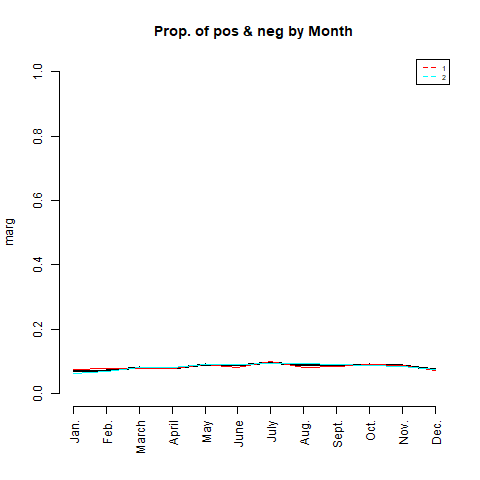 Prop. of pos & neg by Month
1
2
marg
1.0
0.8
0.6
0.4
0.2
0.0
Jan.
Feb.
March
April
May
June
July
Aug.
Sept.
Oct.
Nov.
Dec.